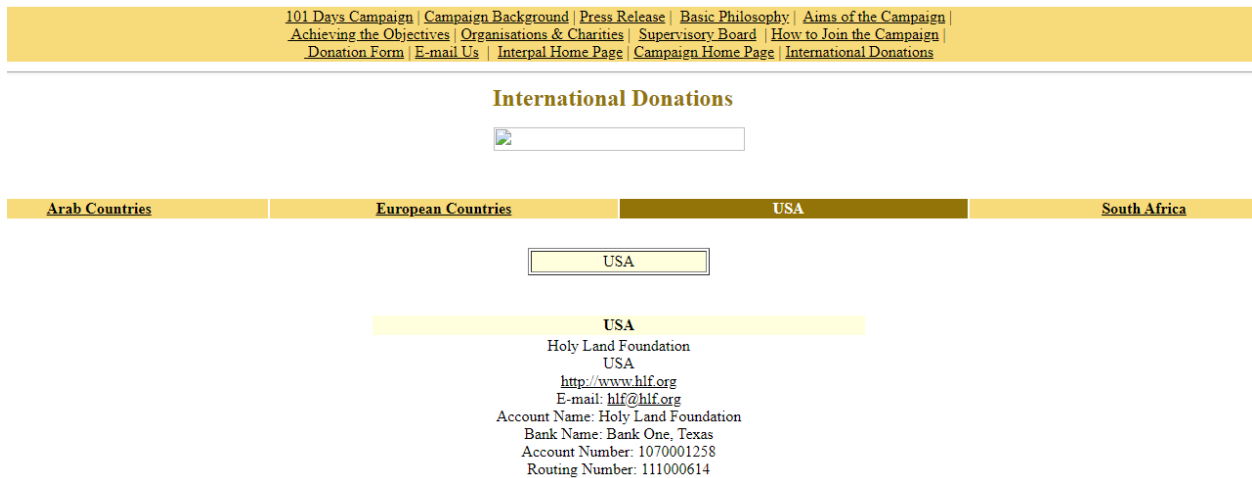 101 Days Campaign | Campaign Background | Press Release | Basic Philosophy | Aims of the Campaign |
Achieving the Objectives | Organisations & Charities | Supervisory Board | How to Join the Campaign |
Donation Form | E-mail Us | Interpal Home Page | Campaign Home Page | International Donations
International Donations
Arab Countries European Countries USA South Africa
USA
USA
Holy Land Foundation
USA
http://www.hlf.org
E-mail: hlf@hlf.org
Account Name: Holy Land Foundation
Bank Name: Bank One, Texas
Account Number: 1070001258
Routing Number: 111000614